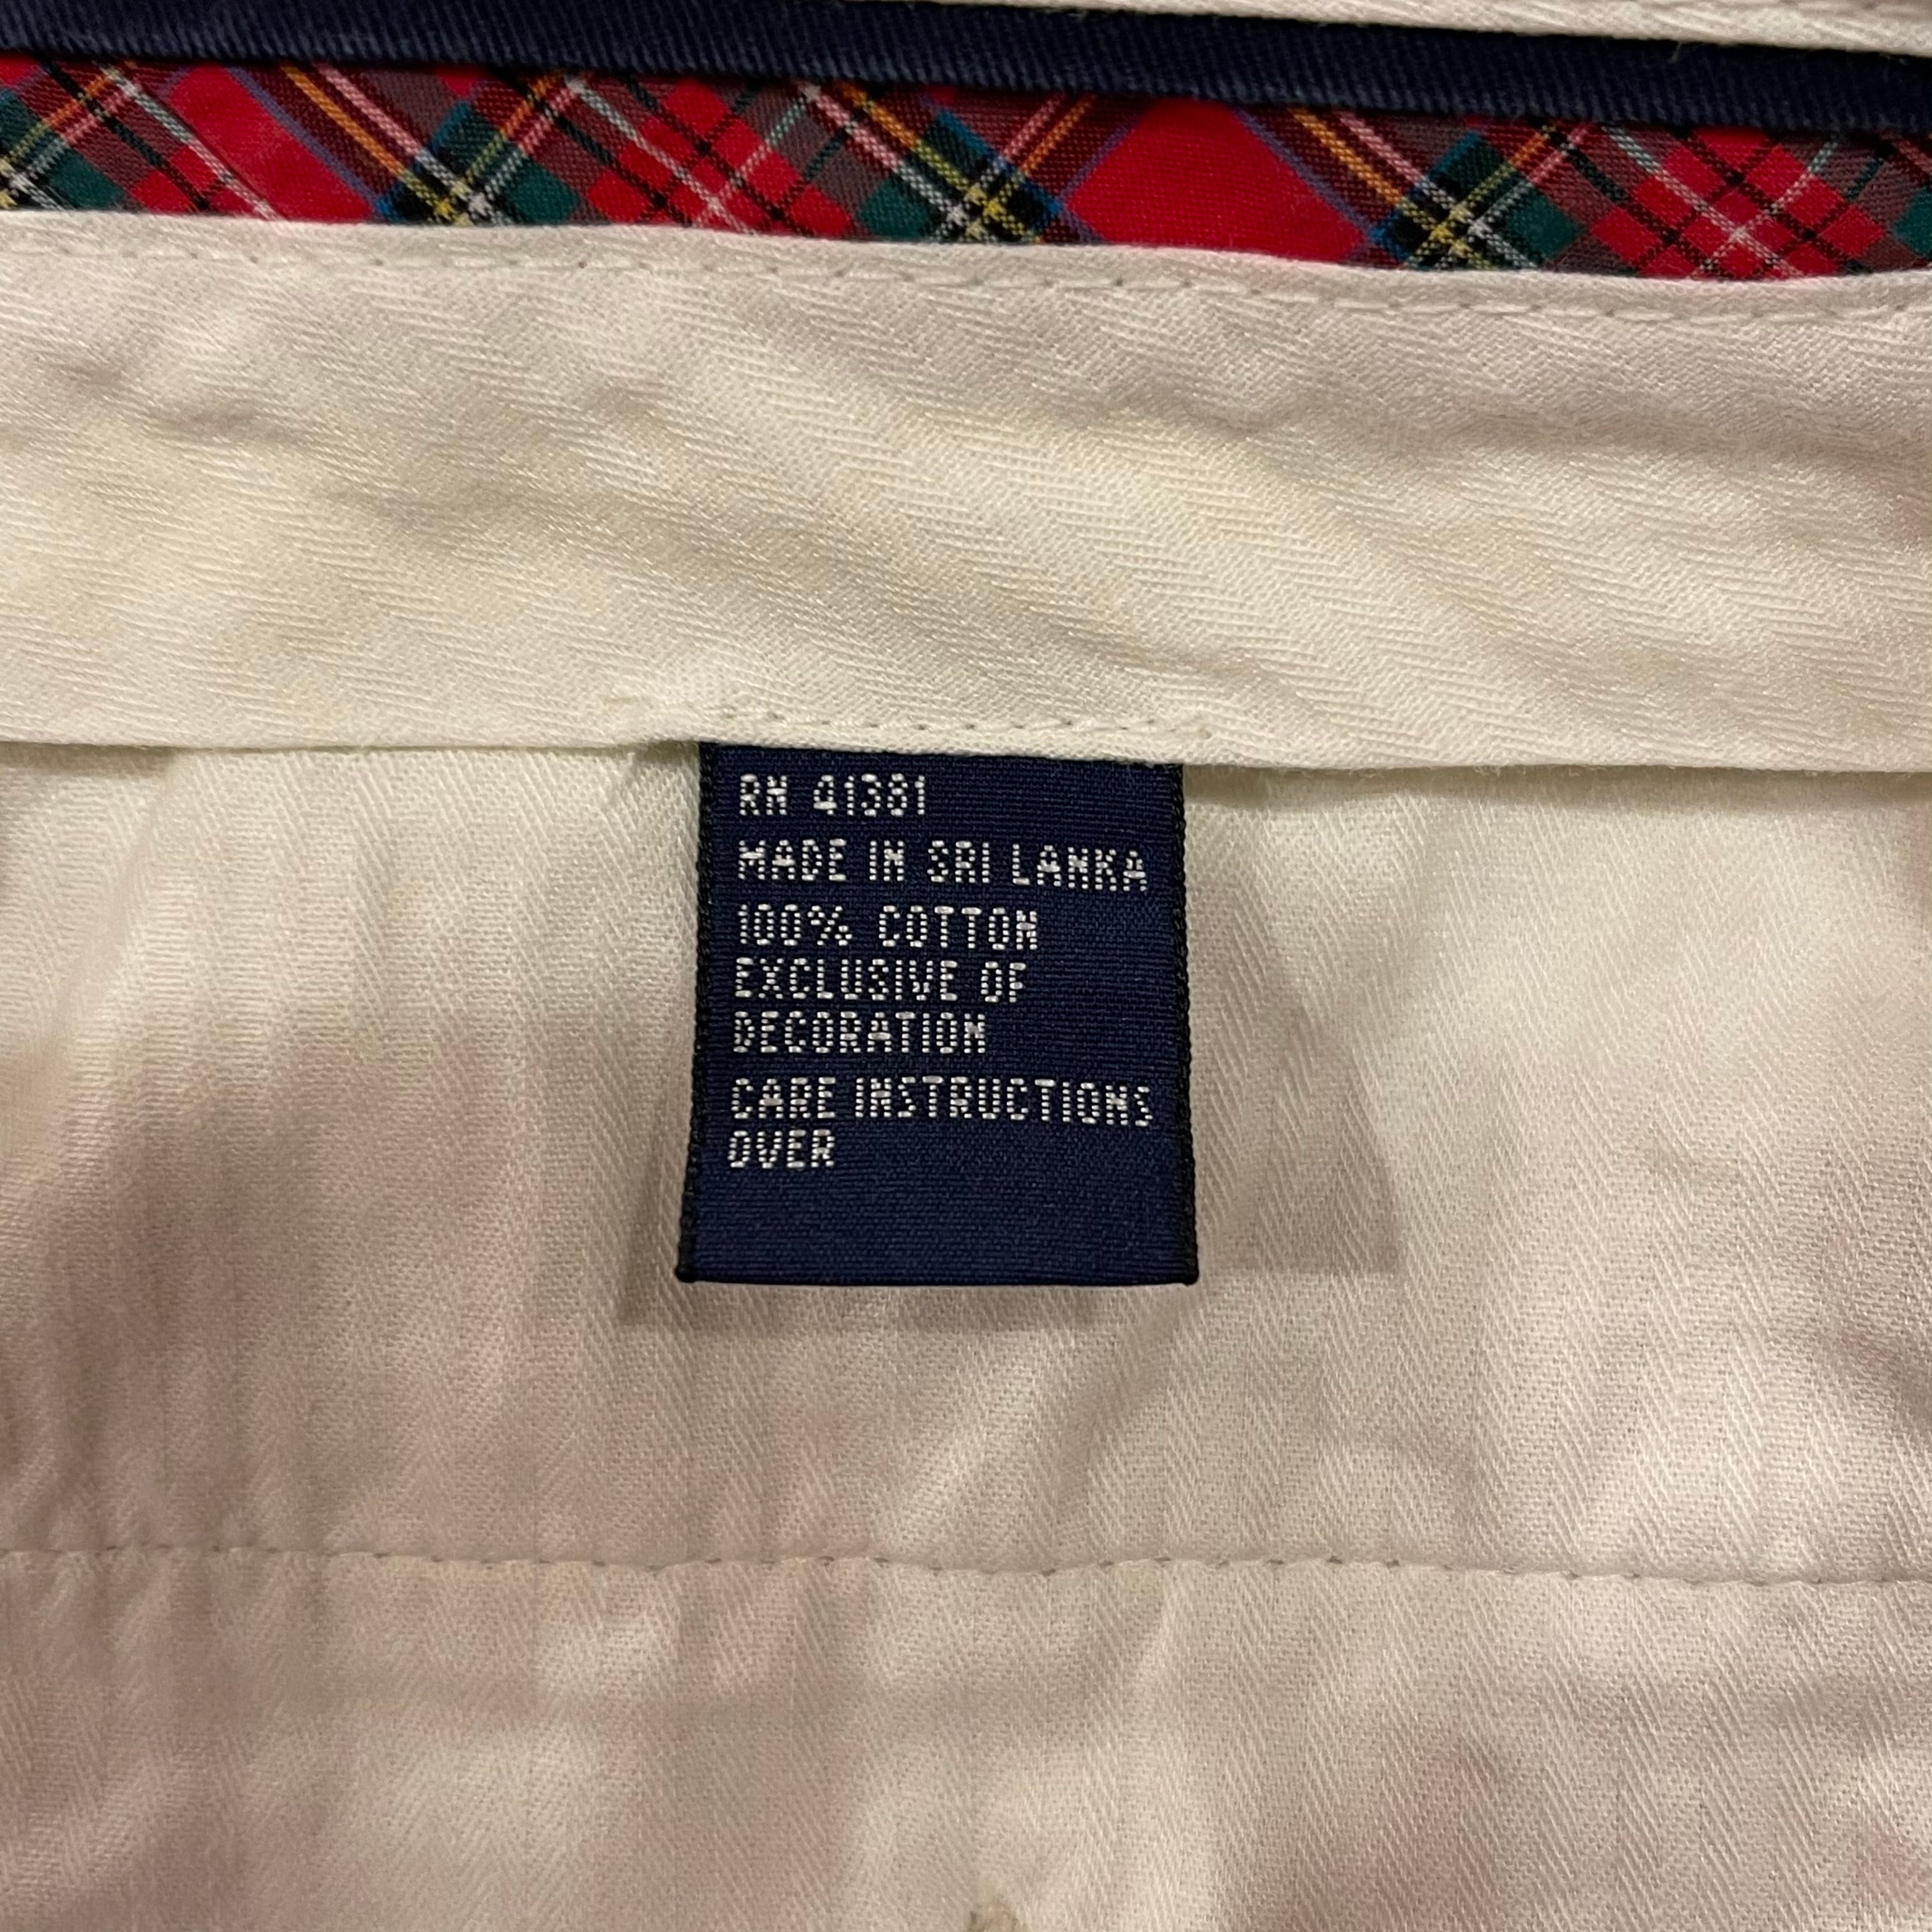 RN 41381
MADE IN SRI LANKA
100% COTTON
EXCLUSIVE OF
DECORATION
CARE INSTRUCTIONS
OVER